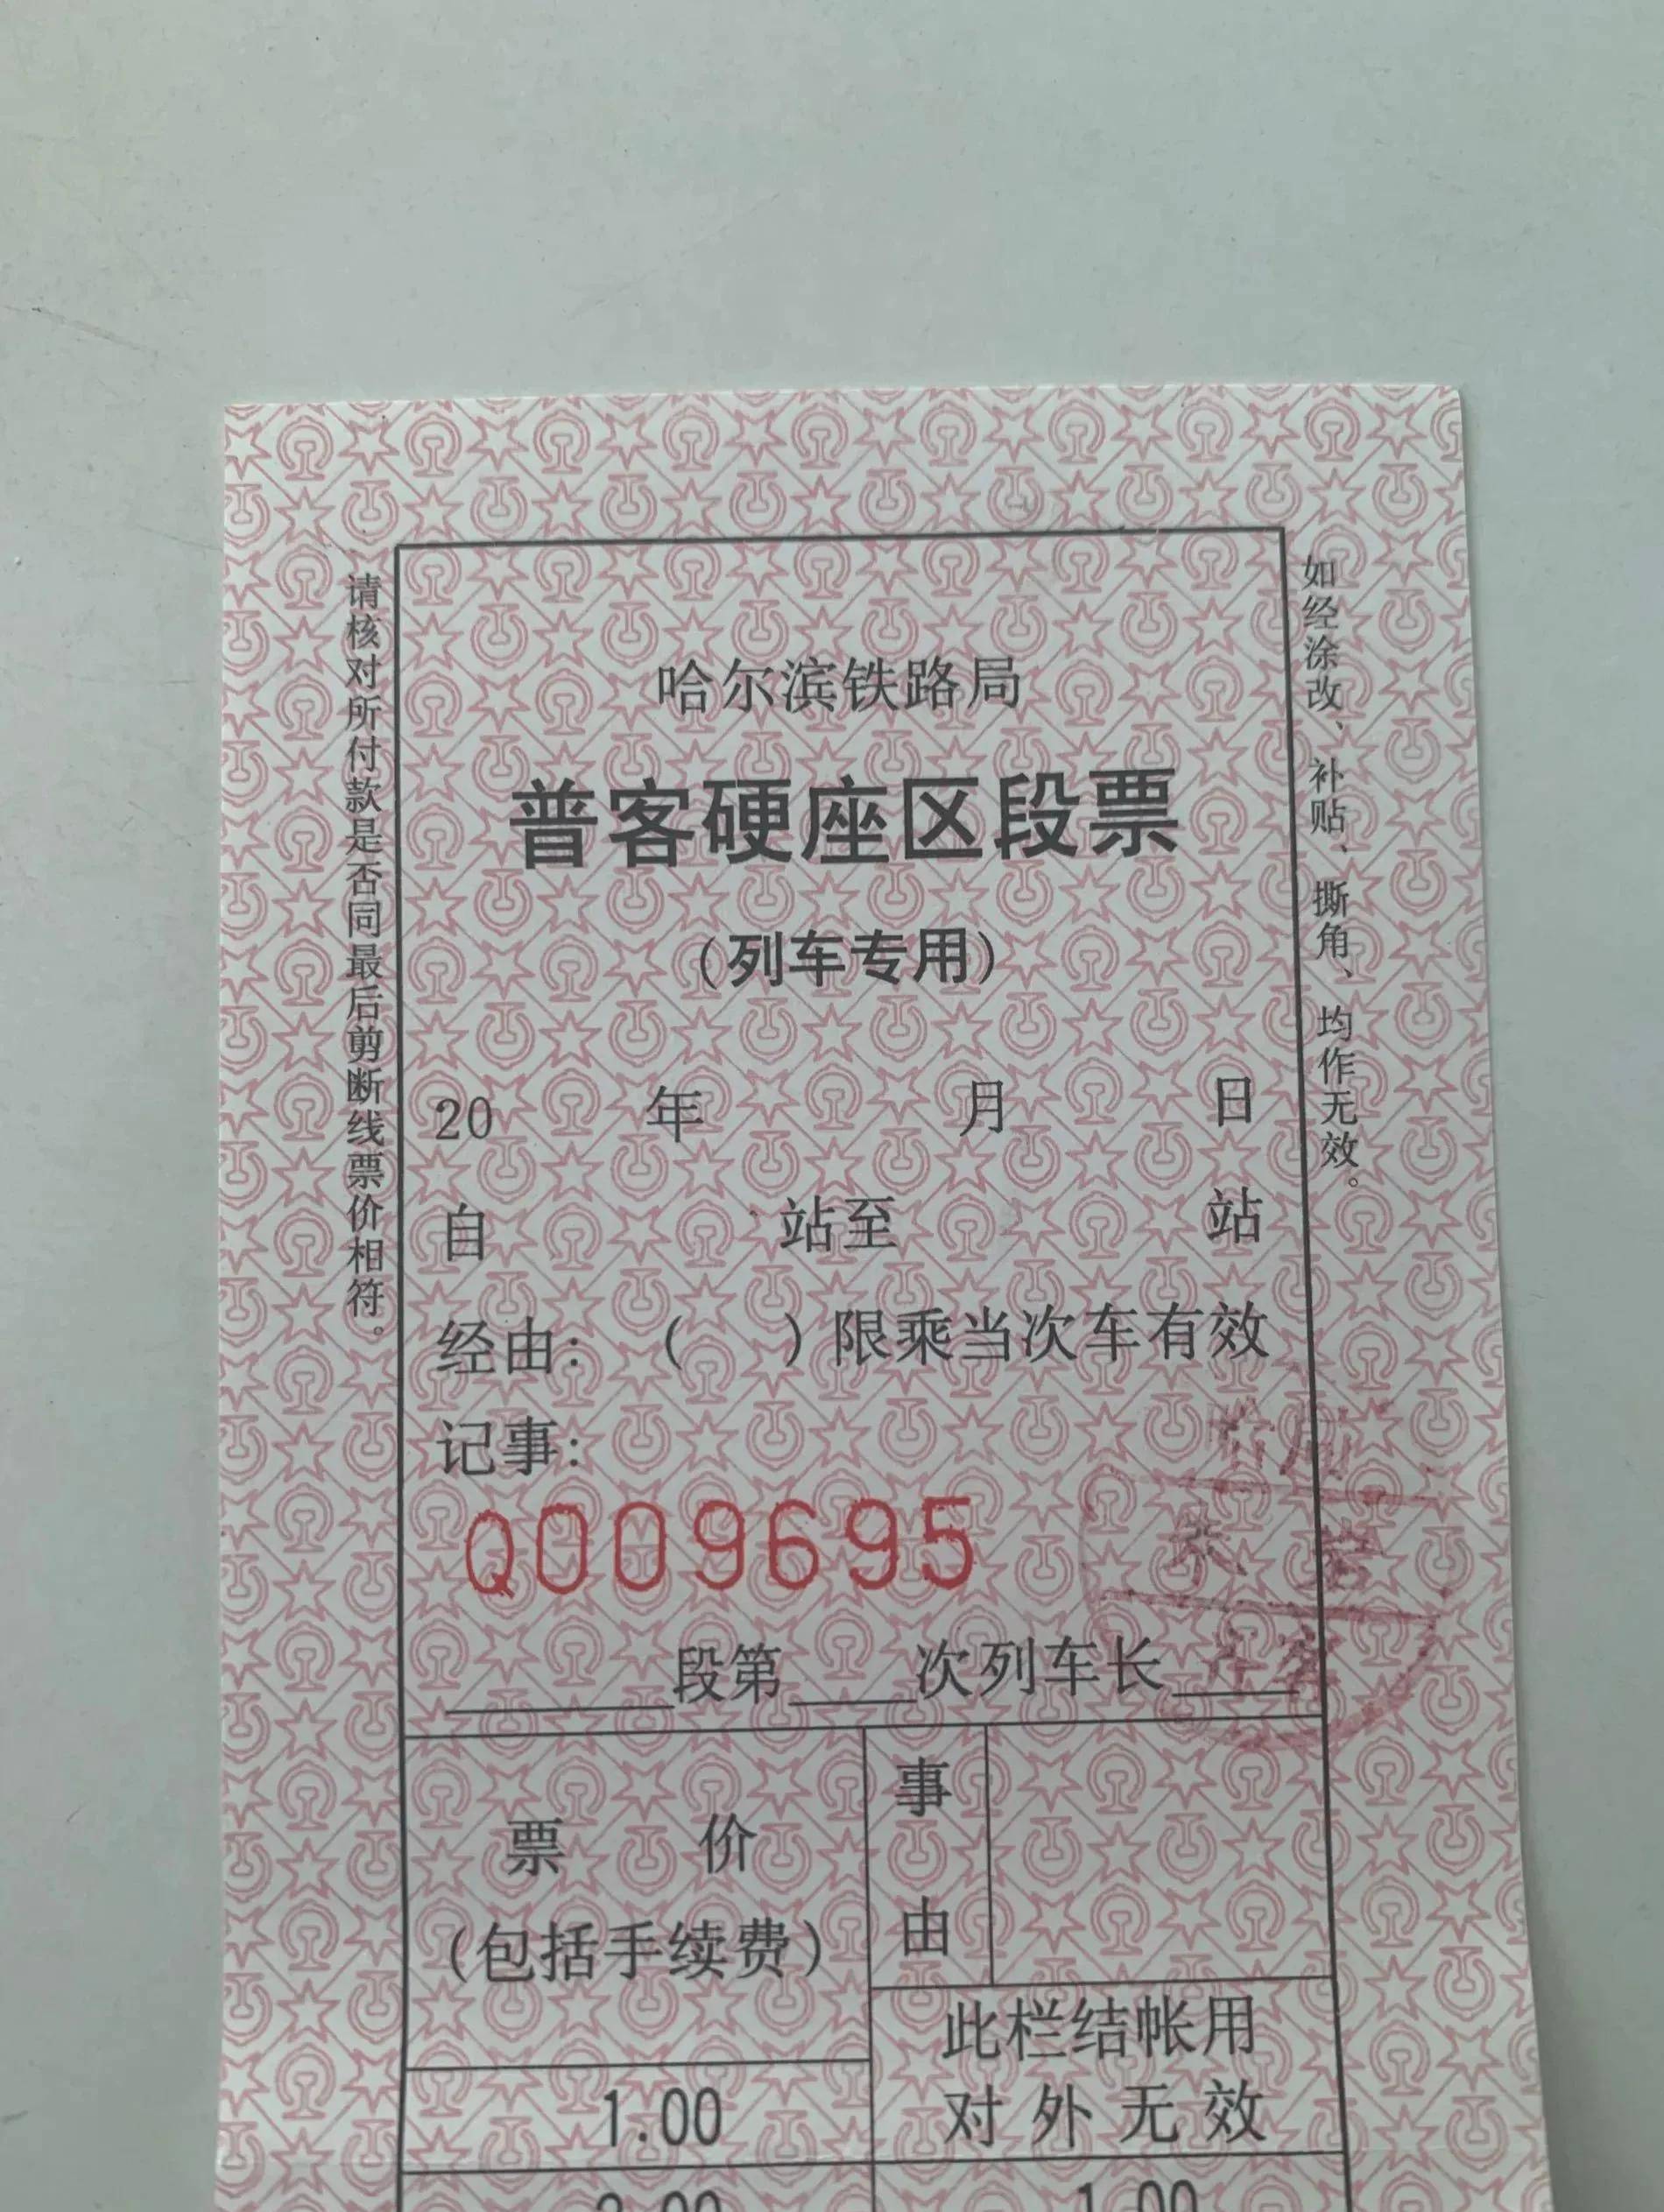 哈尔滨铁路局
普客硬座区段票
(列车专用)
20 年 月 日
自 站至 站
经由: ( )限乘当次车有效
记事:
Q009695
段第 次列车长
票 价
(包括手续费)
事由
此栏结帐用
对外无效
1.00
2.00
1.00
请核对所付款是否同最后剪断线票价相符。
如经涂改、补贴、撕角、均作无效。